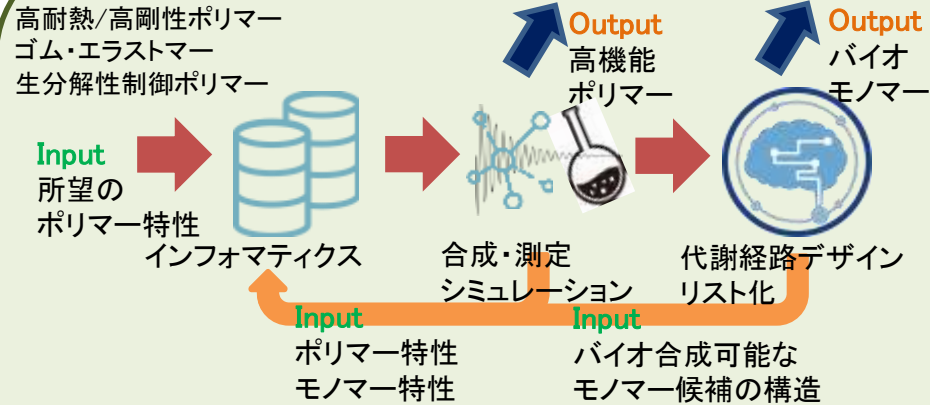 高耐熱/高剛性ポリマー
ゴム・エラストマー
生分解性制御ポリマー
Input
所望の
ポリマー特性
インフォマティクス
Output
高機能
ポリマー
合成・測定
シミュレーション
Output
バイオ
モノマー
代謝経路デザイン
リスト化
Input
ポリマー特性
モノマー特性
Input
バイオ合成可能な
モノマー候補の構造